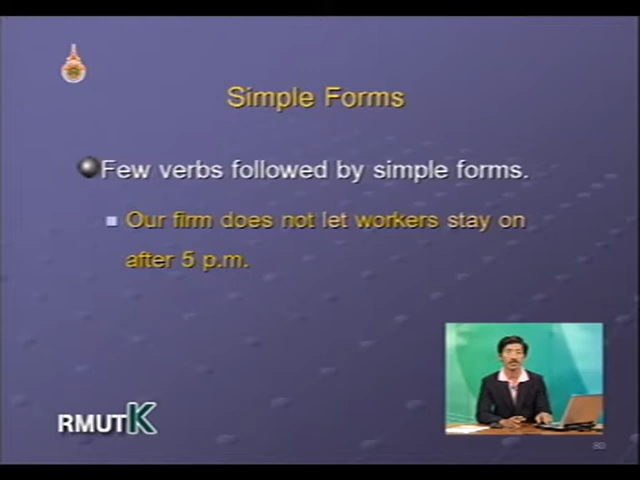 Simple Forms
Few verbs followed by simple forms.
Our firm does not let workers stay on
after 5 p.m.
RMUTK
80